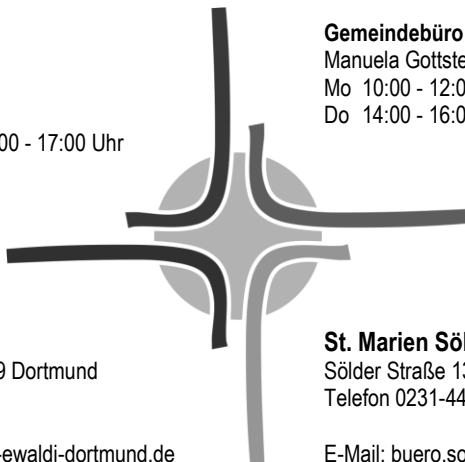 Gemeindebüro
Manuela Gottste
Mo 10:00 - 12:0
Do 14:00 - 16:0
00 - 17:00 Uhr
St. Marien Söl
9 Dortmund
Sölder Straße 13
Telefon 0231-44
-ewaldi-dortmund.de
E-Mail: buero.so